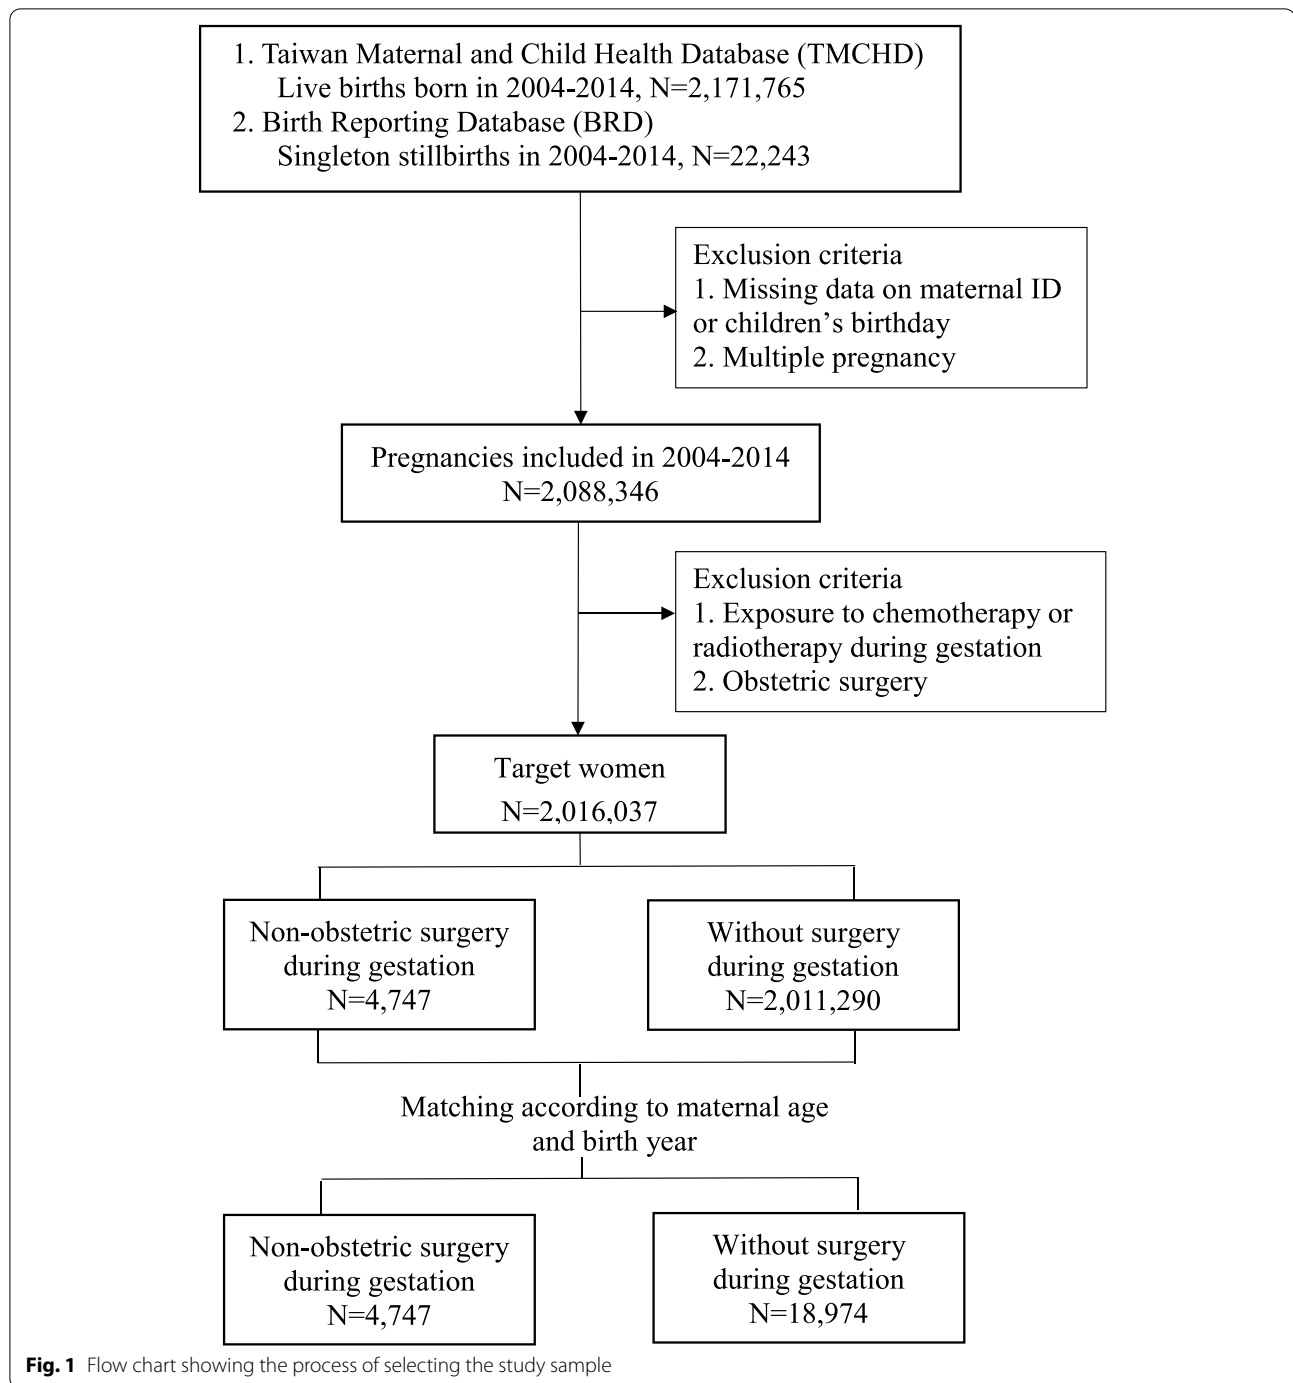 1. Taiwan Maternal and Child Health Database (TMCHD)
Live births born in 2004-2014, N=2,171,765
2. Birth Reporting Database (BRD)
Singleton stillbirths in 2004-2014, N=22,243
Exclusion criteria
1. Missing data on maternal ID
or children’s birthday
2. Multiple pregnancy
Pregnancies included in 2004-2014
N=2,088,346
Exclusion criteria
1. Exposure to chemotherapy or
radiotherapy during gestation
2. Obstetric surgery
Target women
N=2,016,037
Non-obstetric surgery
during gestation
N=4,747
Without surgery
during gestation
N=2,011,290
Matching according to maternal age
and birth year
Non-obstetric surgery
during gestation
N=4,747
Without surgery
during gestation
N=18,974
Fig. 1 Flow chart showing the process of selecting the study sample